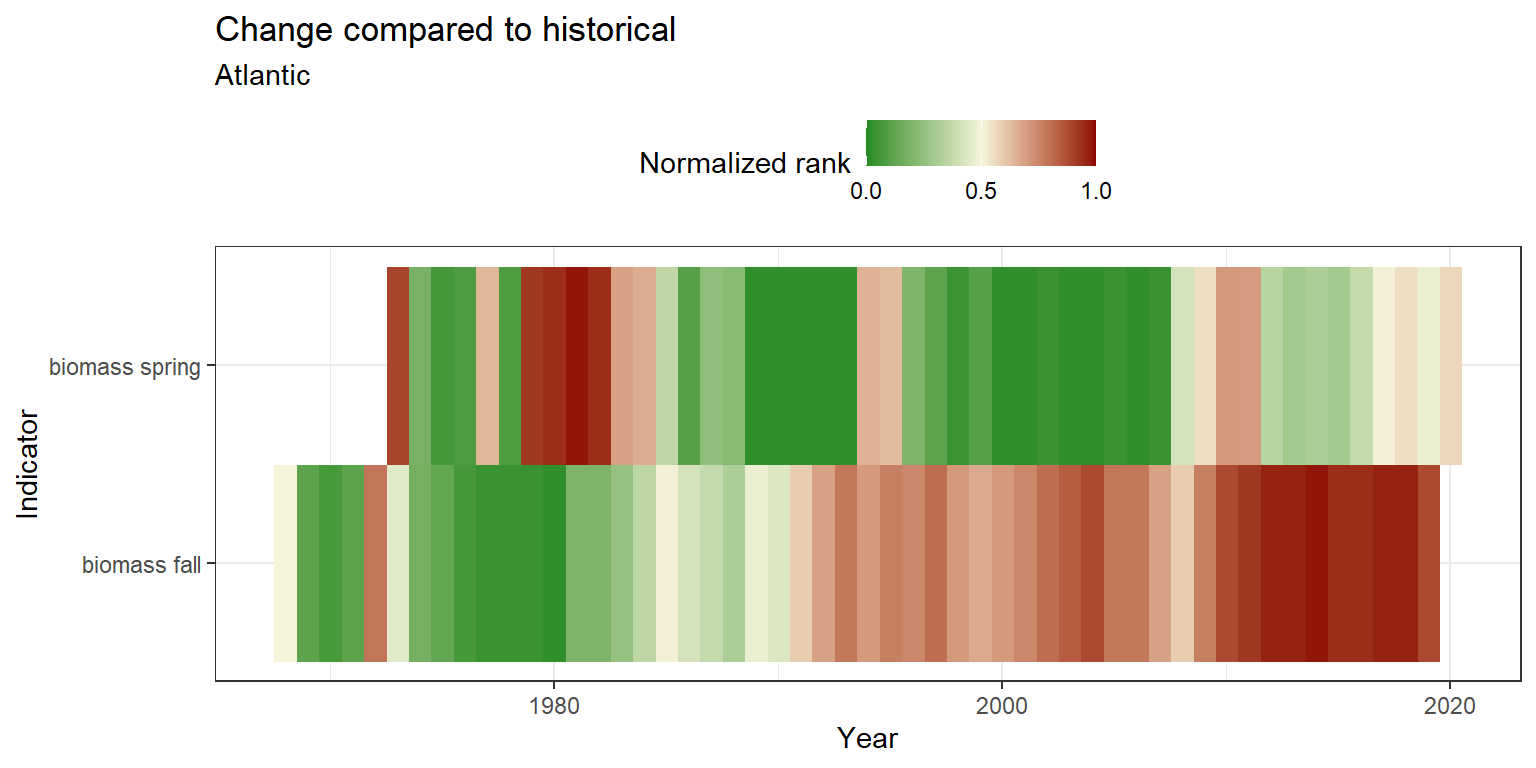 Change compared to historical
Atlantic
Normalized rank
0.0 0.5 1.0
biomass spring
biomass fall
Indicator
1980 2000 2020
Year